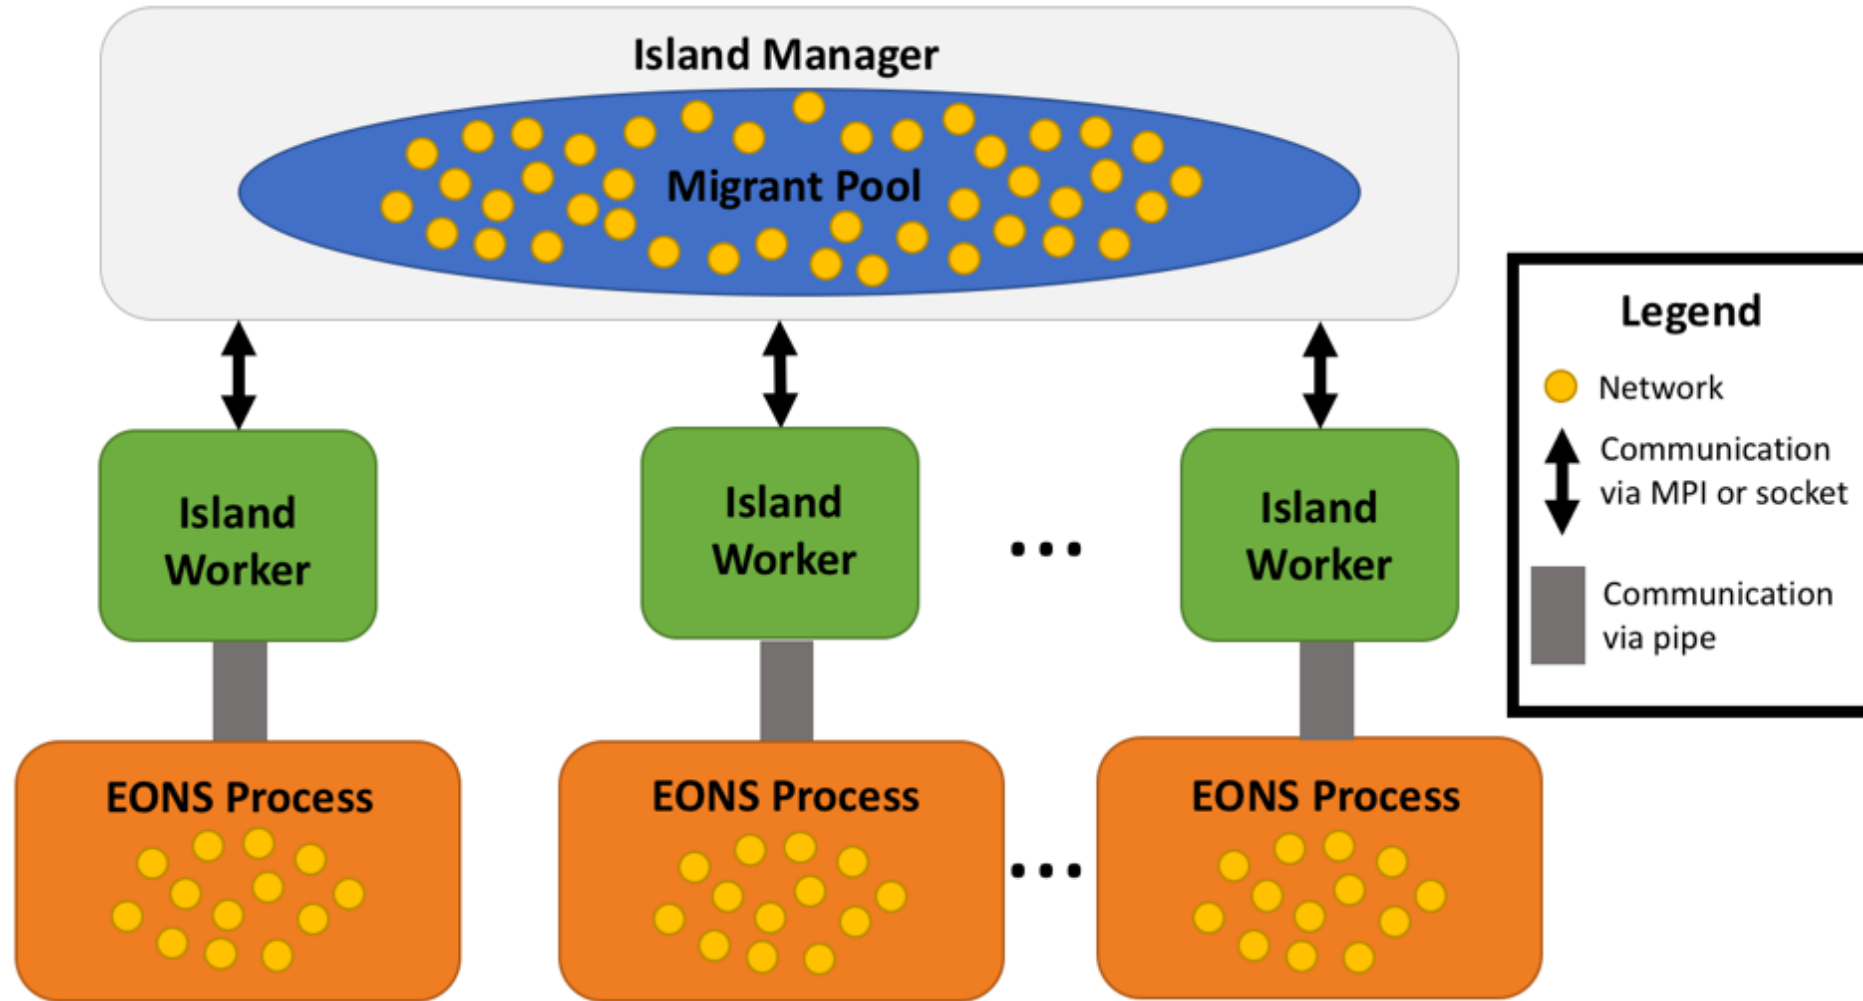 Island Manager
Migrant Pool
Island
Worker
Island
Worker
...
Island
Worker
EONS Process
EONS Process
...
EONS Process
Legend
Network
Communication
via MPI or socket
Communication
via pipe